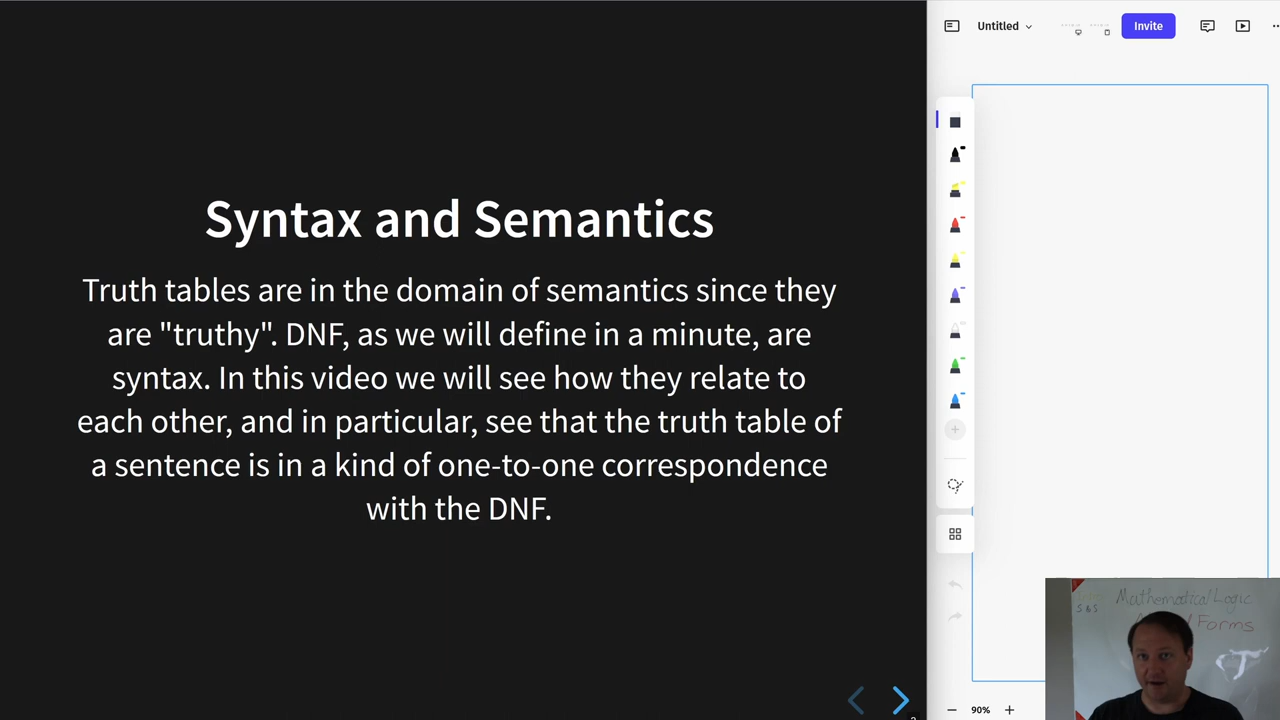 Syntax and Semantics
Truth tables are in the domain of semantics since they
are "truthy". DNF, as we will define in a minute, are
syntax. In this video we will see how they relate to
each other, and in particular, see that the truth table of
a sentence is in a kind of one-to-one correspondence
with the DNF.
Untitled
Invite
90%
Mathematical Logic
Forms